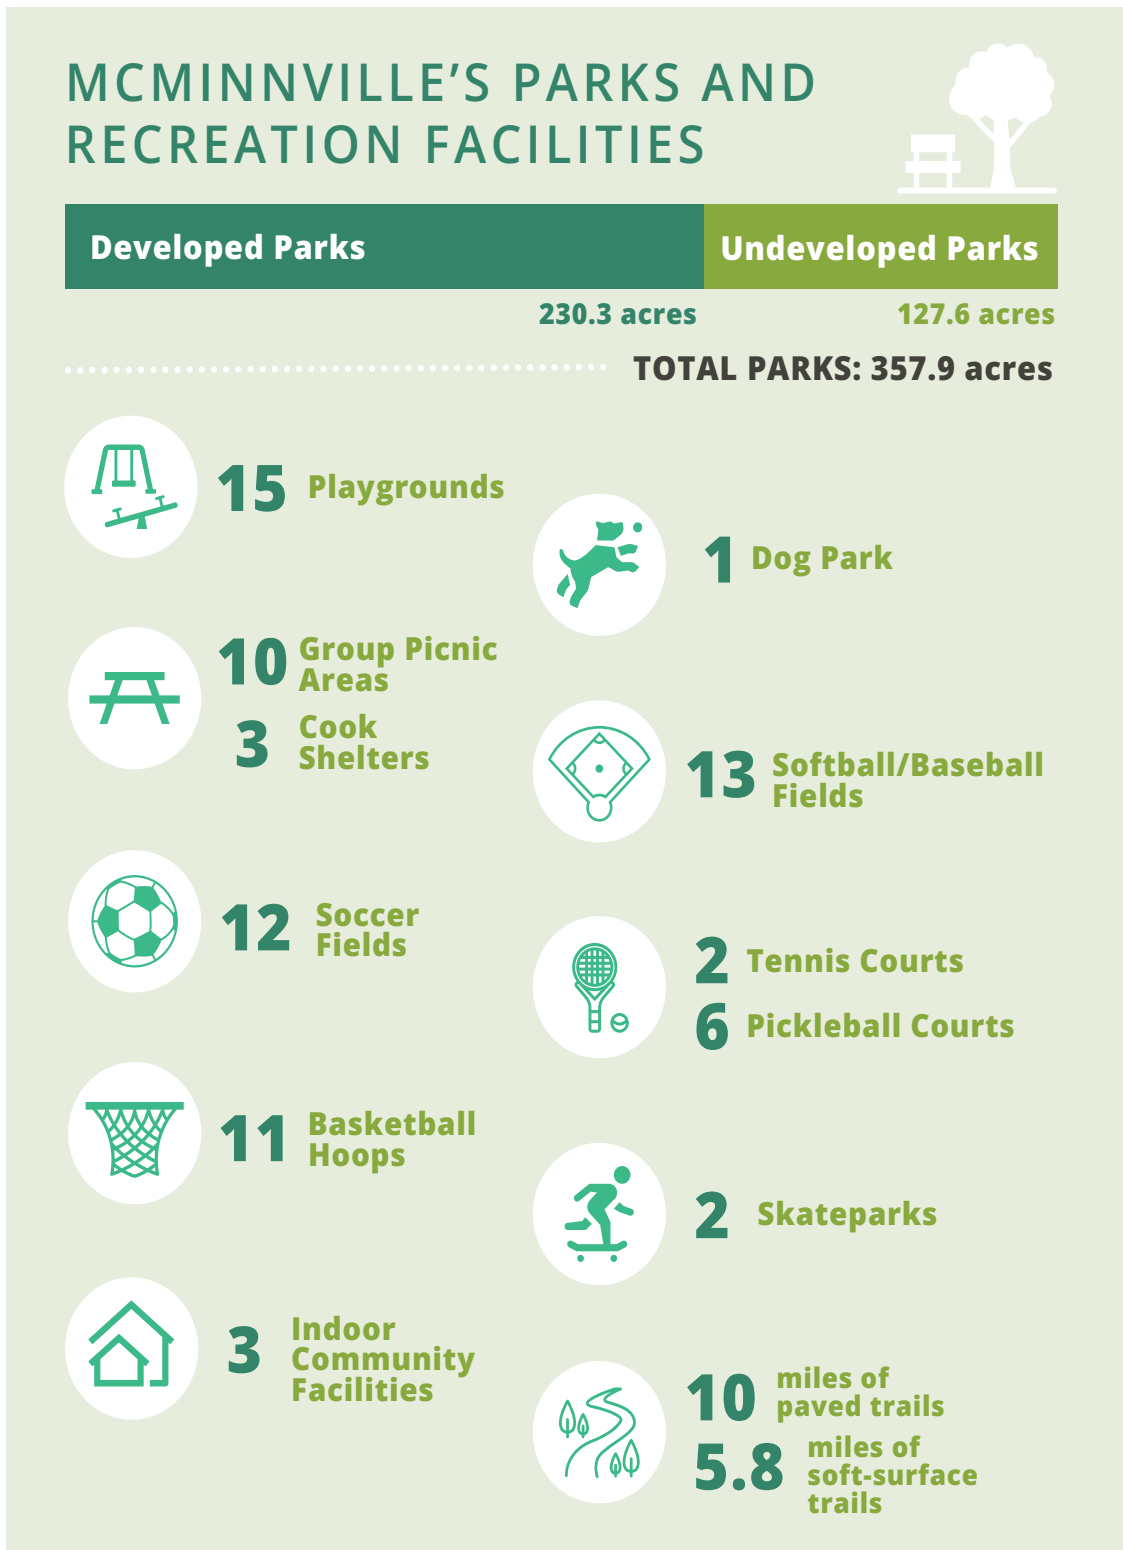 MCMINNVILLE’S PARKS AND
RECREATION FACILITIES
Developed Parks
Undeveloped Parks
230.3 acres
127.6 acres
TOTAL PARKS: 357.9 acres
15 Playgrounds
1 Dog Park
10 Group Picnic
Areas
3 Cook
Shelters
13 Softball/Baseball
Fields
12 Soccer
Fields
2 Tennis Courts
6 Pickleball Courts
11 Basketball
Hoops
2 Skateparks
3 Indoor
Community
Facilities
10 miles of
paved trails
5.8 miles of
soft-surface
trails